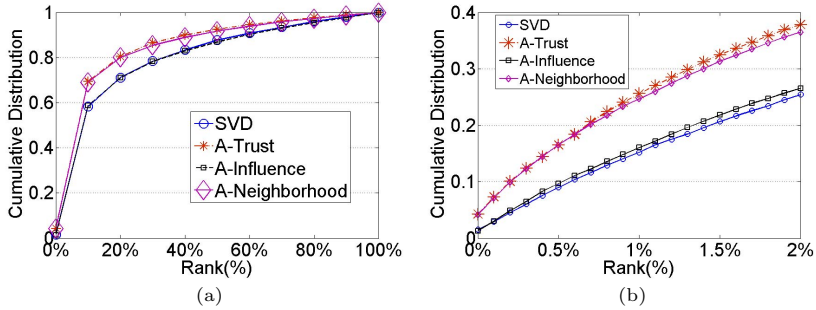 Cumulative Distribution
1
0.8
0.6
0.4
0.2
0
0%
20%
40%
60%
80%
100%
Rank(%)
SVD
A-Trust
A-Influence
A-Neighborhood
(a)
Cumulative Distribution
0.4
0.3
0.2
0.1
0
0%
0.5%
1%
1.5%
2%
Rank(%)
SVD
A-Trust
A-Influence
A-Neighborhood
(b)